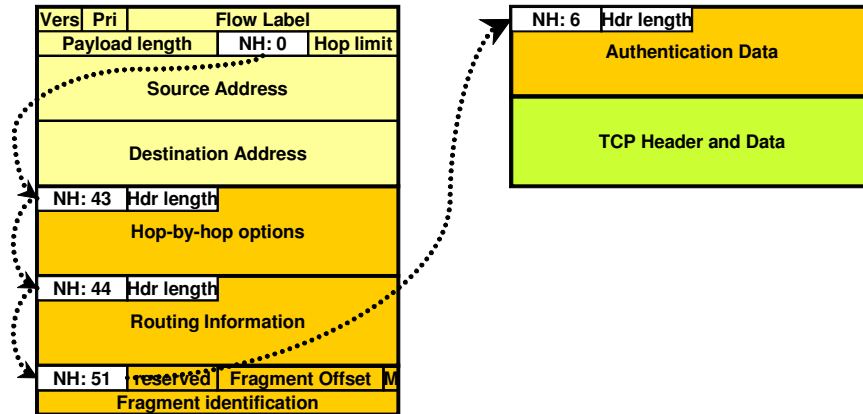 Vers Pri Flow Label
Payload length NH: 0 Hop limit
Source Address
Destination Address
NH: 43 Hdr length
Hop-by-hop options
NH: 44 Hdr length
Routing Information
NH: 51 reserved Fragment Offset M
Fragment identification
NH: 6 Hdr length
Authentication Data
TCP Header and Data